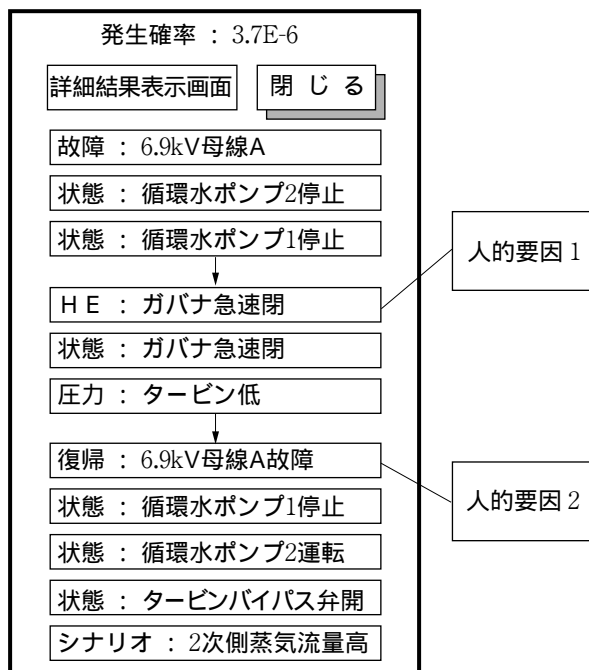 発生確率 : 3.7E-6
詳細結果表示画面
閉 じ る
故障 : 6.9kV母線A
状態 : 循環水ポンプ2停止
状態 : 循環水ポンプ1停止
ＨＥ : ガバナ急速閉
人的要因 1
状態 : ガバナ急速閉
圧力 : タービン低
復帰 : 6.9kV母線A故障
人的要因 2
状態 : 循環水ポンプ1停止
状態 : 循環水ポンプ2運転
状態 : タービンバイパス弁開
シナリオ : 2次側蒸気流量高